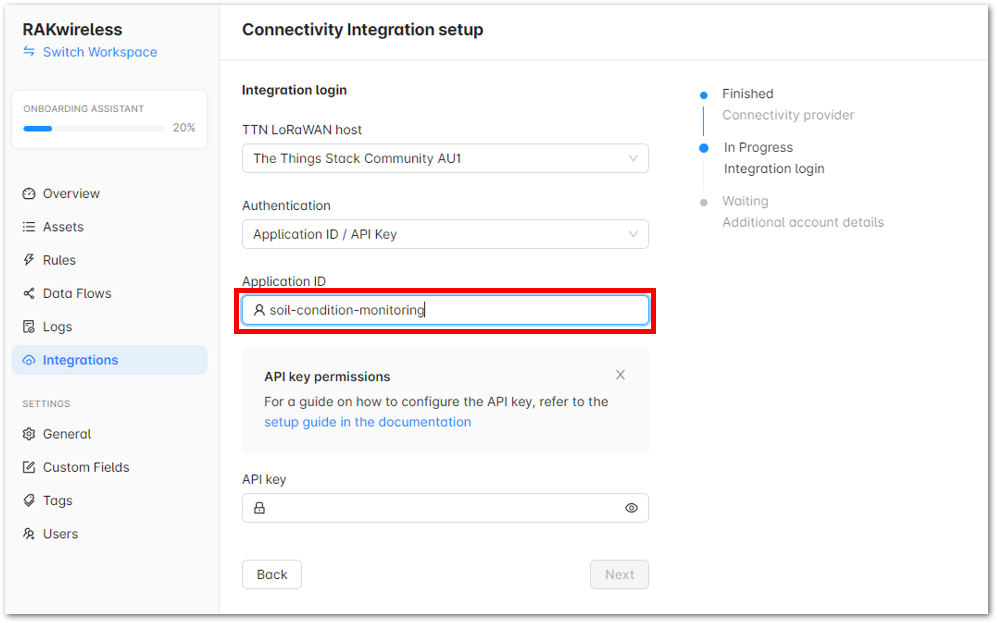 RAKwireless
Switch Workspace
ONBOARDING ASSISTANT
20%
Overview
Assets
Rules
Data Flows
Logs
Integrations
SETTINGS
General
Custom Fields
Tags
Users
Connectivity Integration setup
Integration login
TTN LoRaWAN host
The Things Stack Community AU1
Authentication
Application ID / API Key
Application ID
soil-condition-monitoring
API key permissions
For a guide on how to configure the API key, refer to the
setup guide in the documentation
API key
Back
Next
Finished
Connectivity provider
In Progress
Integration login
Waiting
Additional account details